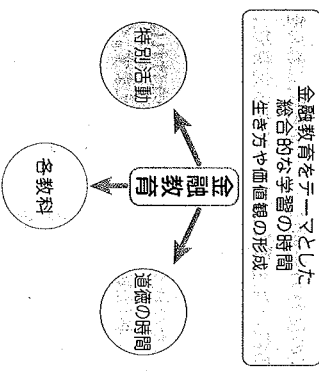 金融教育をテーマとした
総合的な学習の時間
生き方や価値観の形成
金融
教育
特別活動
各教科
道徳の時間